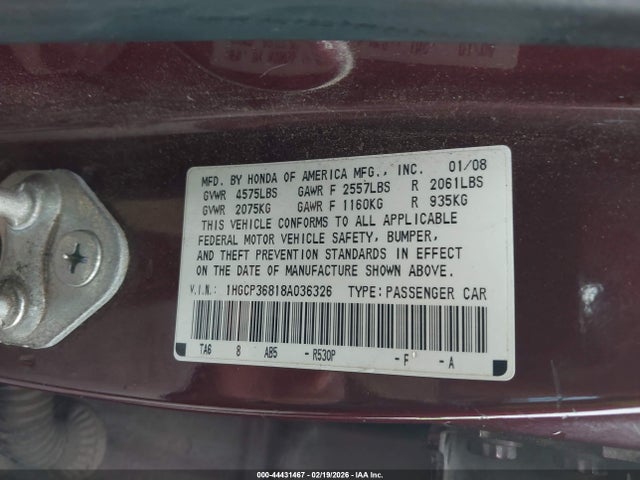 MFD. BY HONDA OF AMERICA MFG., INC. 01/08
GVWR 4575LBS GAWR F 2557LBS R 2061LBS
GVWR 2075KG GAWR F 1160KG R 935KG
THIS VEHICLE CONFORMS TO ALL APPLICABLE
FEDERAL MOTOR VEHICLE SAFETY, BUMPER,
AND THEFT PREVENTION STANDARDS IN EFFECT
ON THE DATE OF MANUFACTURE SHOWN ABOVE.
V.I.N.: 1HGCP36818A036326 TYPE: PASSENGER CAR
TA6 8 AB5 - R530P - F - A
000-44431467 - 02/19/2026 - IAA Inc.